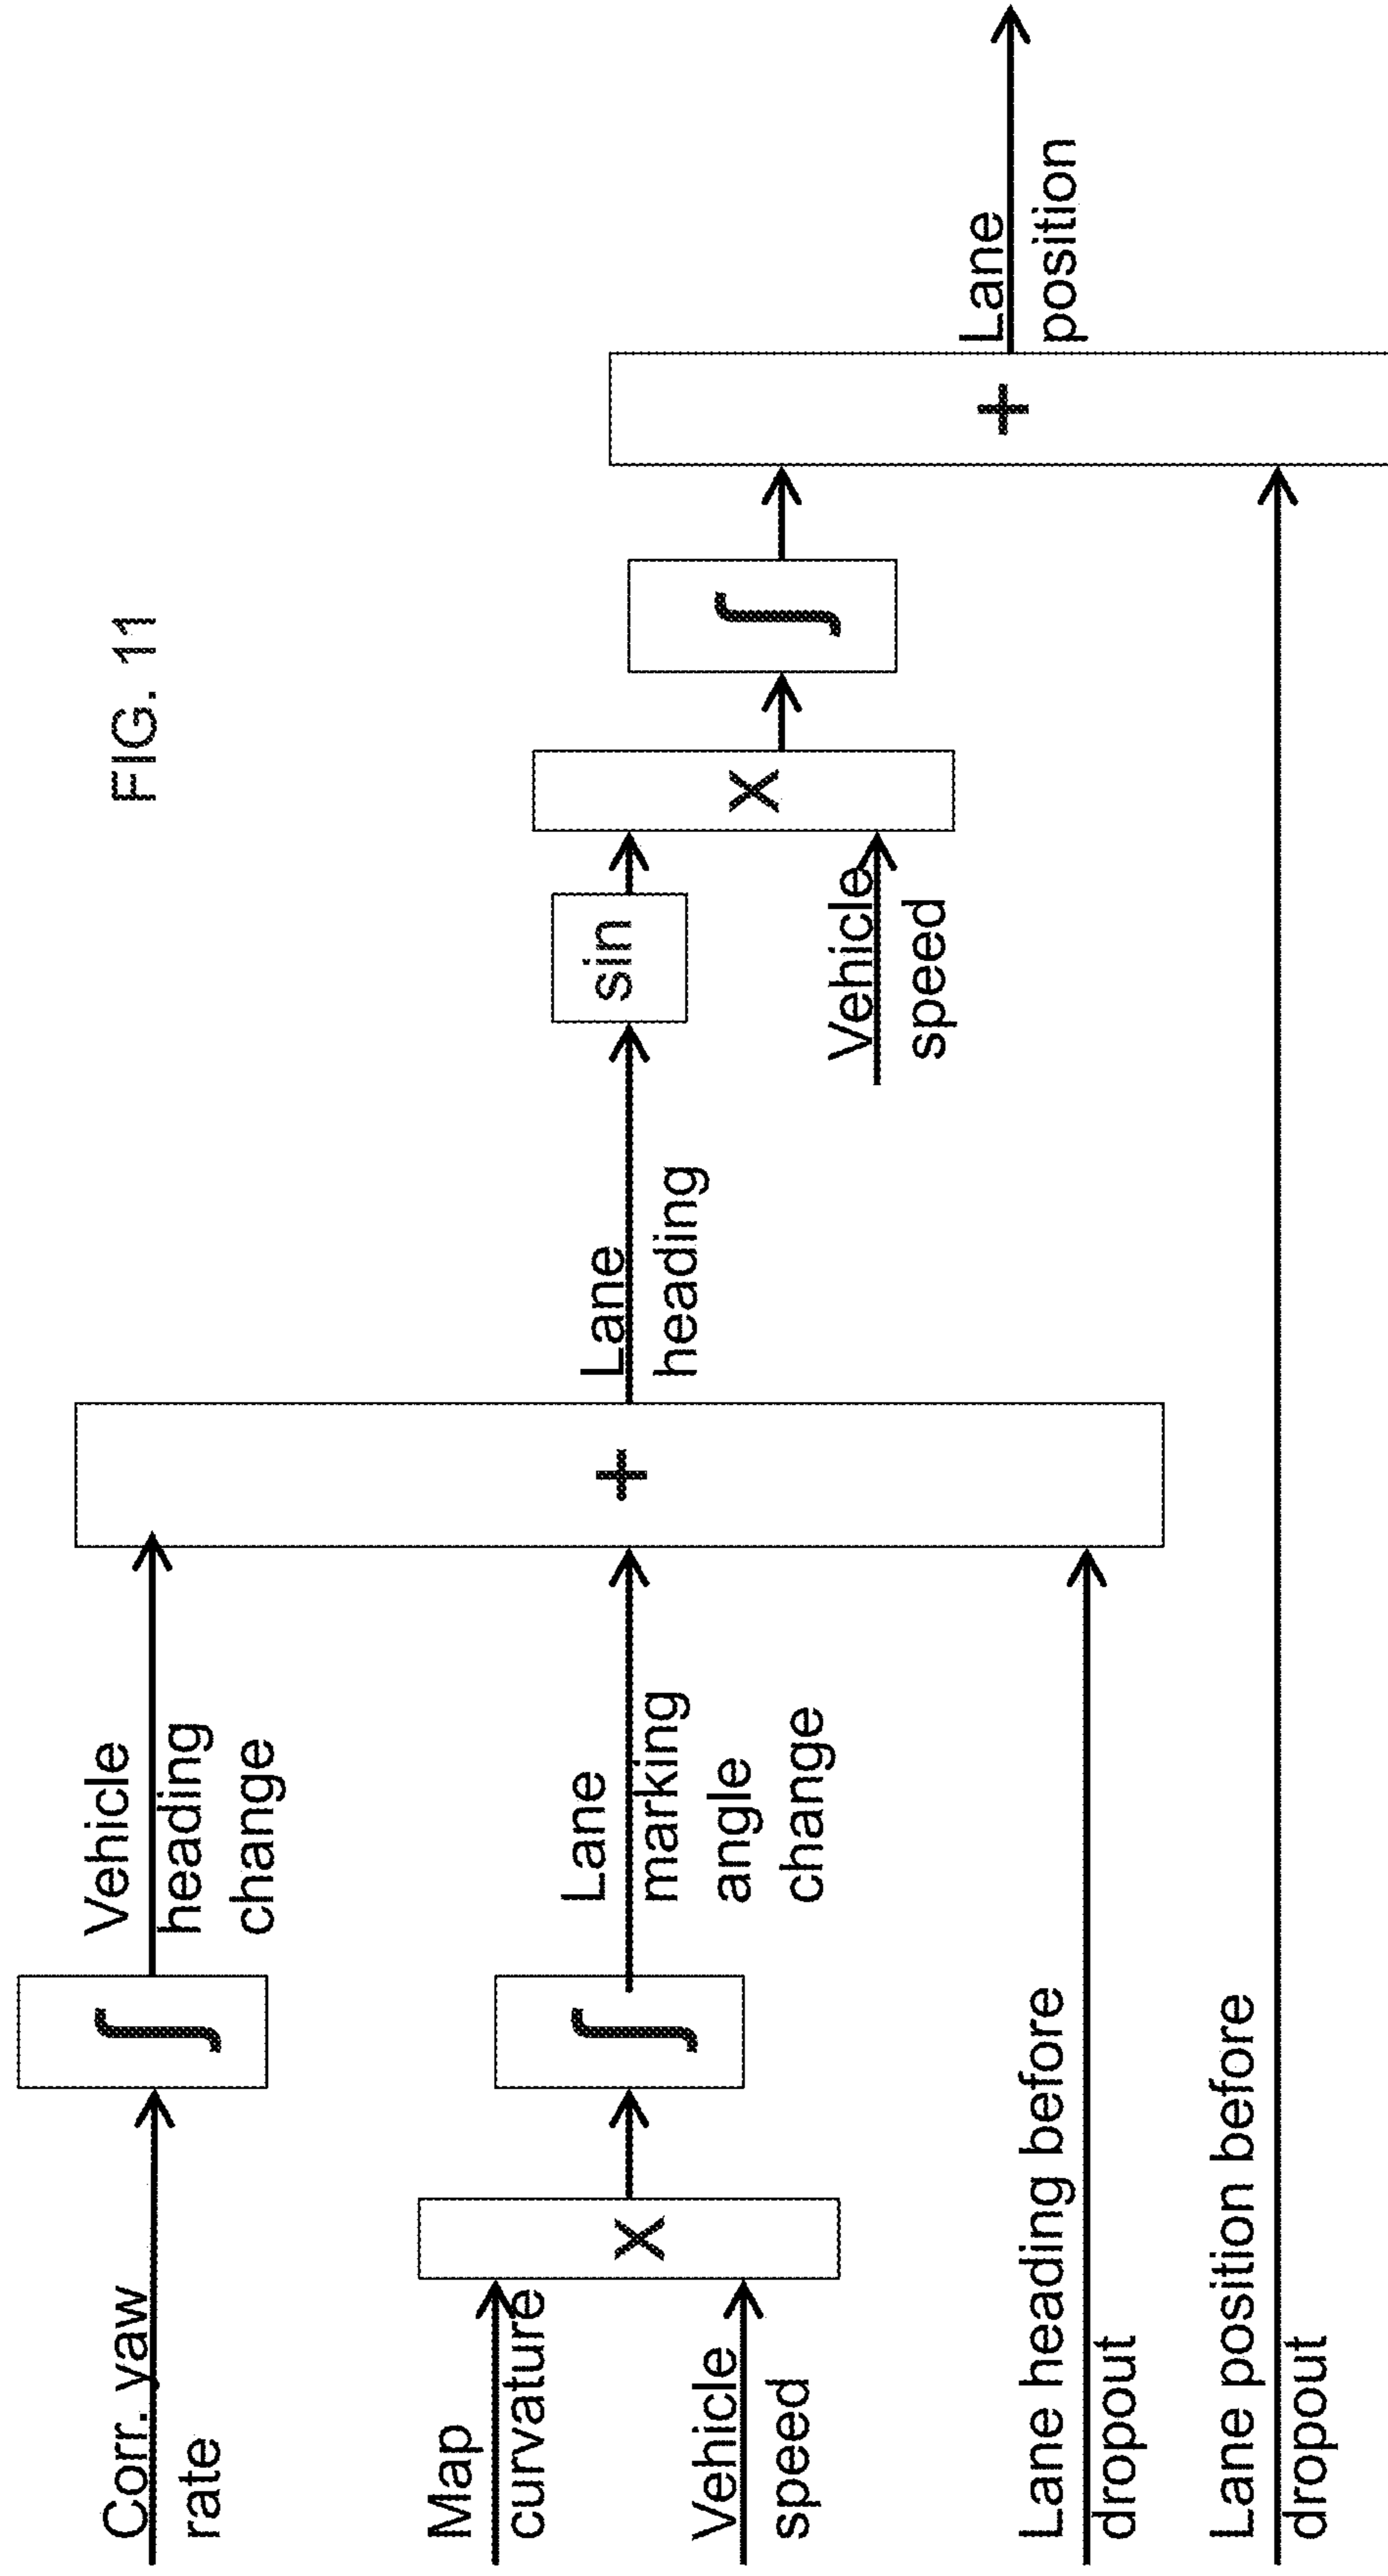 FIG. 11
Corr. yaw
rate
∫
Vehicle
heading
change
Map
curvature
Vehicle
speed
X
∫
Lane
marking
angle
change
Lane heading before
dropout
+
Lane
heading
sin
Vehicle
speed
X
∫
Lane position before
dropout
+
Lane
position